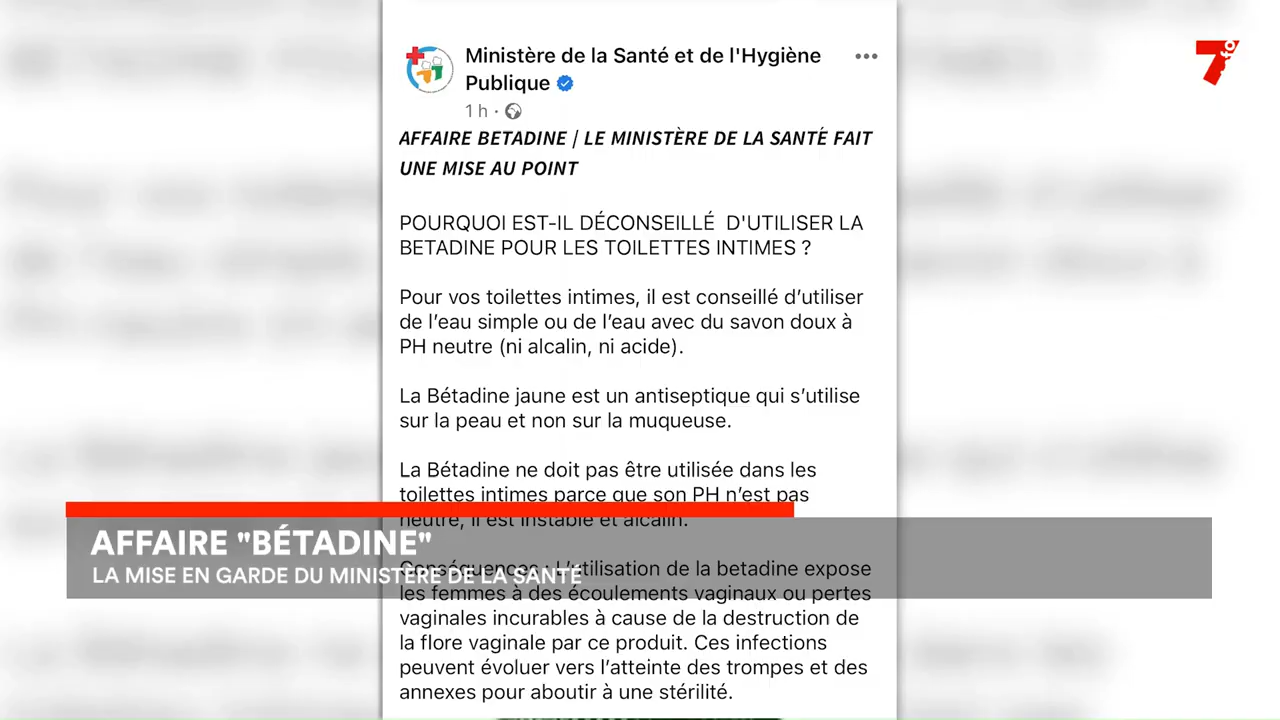 Ministère de la Santé et de l'Hygiène
Publique
1 h ·
7
AFFAIRE BETADINE / LE MINISTÈRE DE LA SANTÉ FAIT
UNE MISE AU POINT
POURQUOI EST-IL DÉCONSEILLÉ D'UTILISER LA
BETADINE POUR LES TOILETTES INTIMES ?
Pour vos toilettes intimes, il est conseillé d’utiliser
de l’eau simple ou de l’eau avec du savon doux à
PH neutre (ni alcalin, ni acide).
La Bétadine jaune est un antiseptique qui s’utilise
sur la peau et non sur la muqueuse.
La Bétadine ne doit pas être utilisée dans les
toilettes intimes parce que son PH n’est pas
neutre, il est instable et alcalin.
AFFAIRE "BÉTADINE"
LA MISE EN GARDE DU MINISTÈRE DE LA SANTÉ
Conséquences : L’utilisation de la betadine expose
les femmes à des écoulements vaginaux ou pertes
vaginales incurables à cause de la destruction de
la flore vaginale par ce produit. Ces infections
peuvent évoluer vers l’atteinte des trompes et des
annexes pour aboutir à une stérilité.